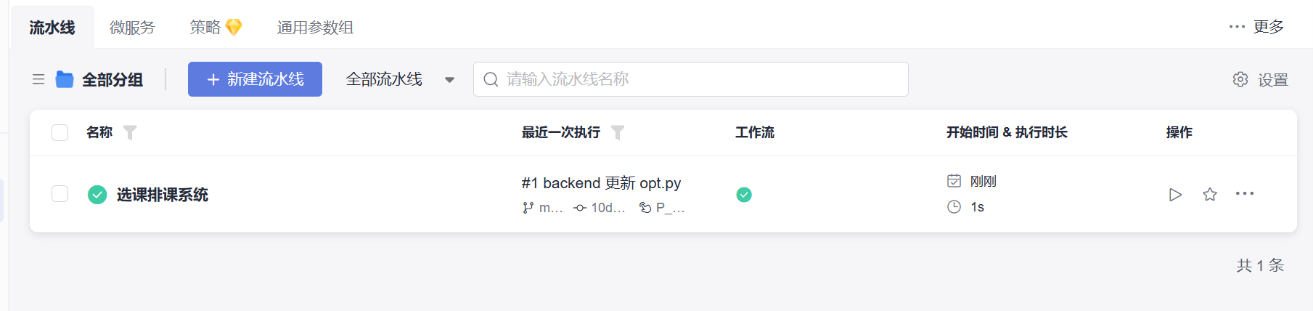 流水线 微服务 策略 通用参数组 ··· 更多
全部分组 + 新建流水线 全部流水线 请输入流水线名称 设置
名称 最近一次执行 工作流 开始时间 & 执行时长 操作
选课排课系统 #1 backend 更新 opt.py 刚刚
m... 10d... P_... 1s
共 1 条